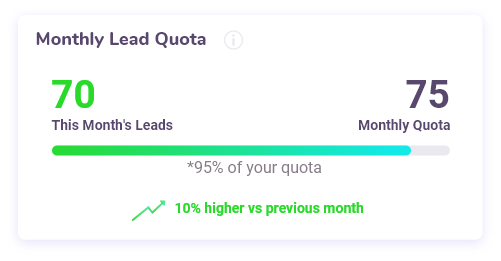 Monthly Lead Quota
70
75
This Month's Leads
Monthly Quota
*95% of your quota
10% higher vs previous month